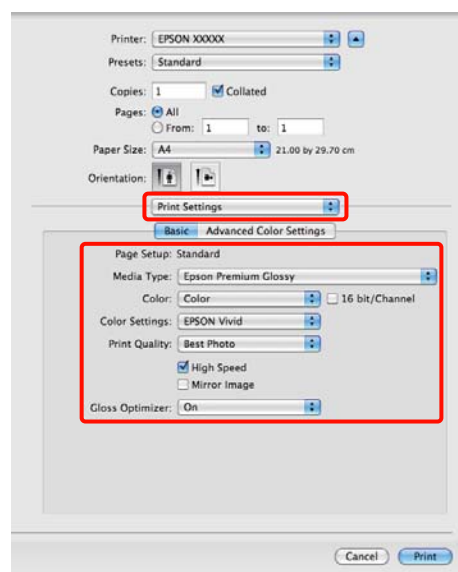 Printer: EPSON XXXXX
Presets: Standard
Copies: 1 Collated
Pages: All
From: 1 to: 1
Paper Size: A4 21.00 by 29.70 cm
Orientation:
Print Settings
Basic Advanced Color Settings
Page Setup: Standard
Media Type: Epson Premium Glossy
Color: Color 16 bit/Channel
Color Settings: EPSON Vivid
Print Quality: Best Photo
High Speed
Mirror Image
Gloss Optimizer: On
Cancel Print